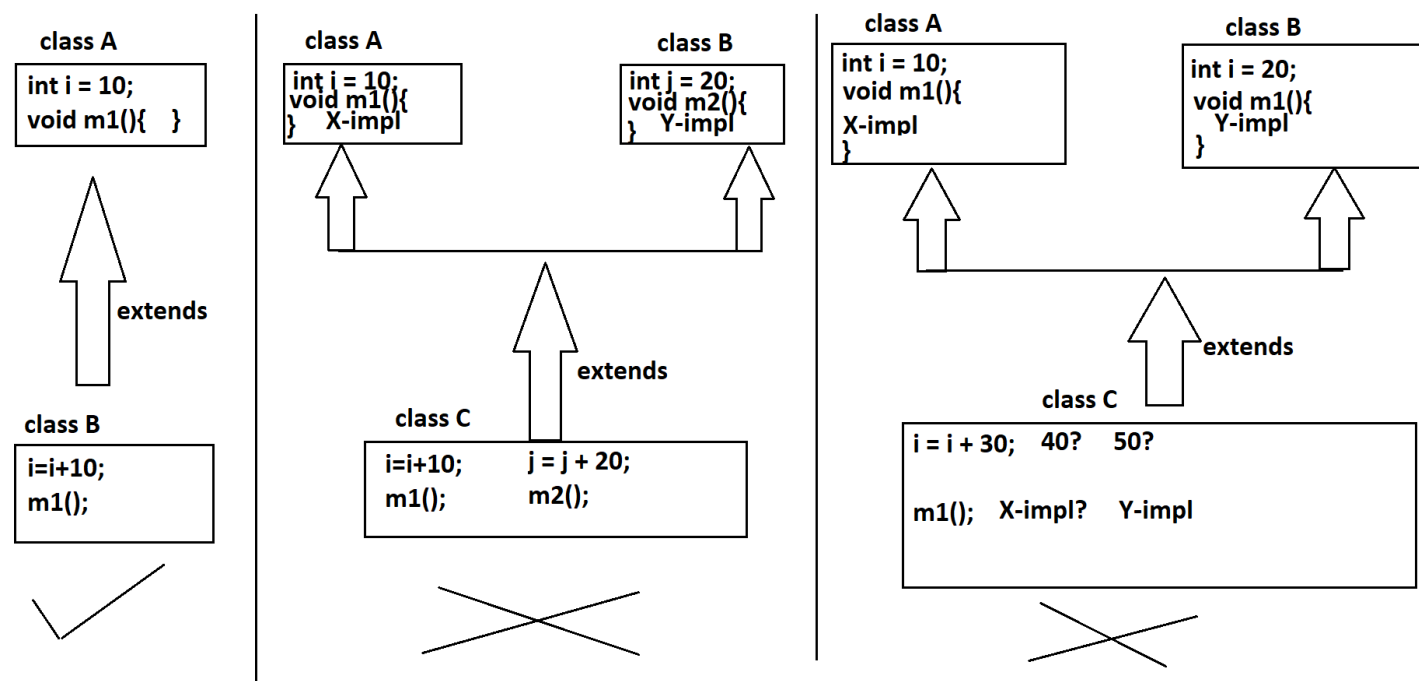 class A
int i = 10;
void m1(){ }
extends
class B
i=i+10;
m1();
class A
int i = 10;
void m1(){
} X-impl
class B
int j = 20;
void m2(){
} Y-impl
extends
class C
i=i+10; j = j + 20;
m1(); m2();
class A
int i = 10;
void m1(){
X-impl
}
class B
int i = 20;
void m1(){
Y-impl
}
extends
class C
i = i + 30; 40? 50?
m1(); X-impl? Y-impl